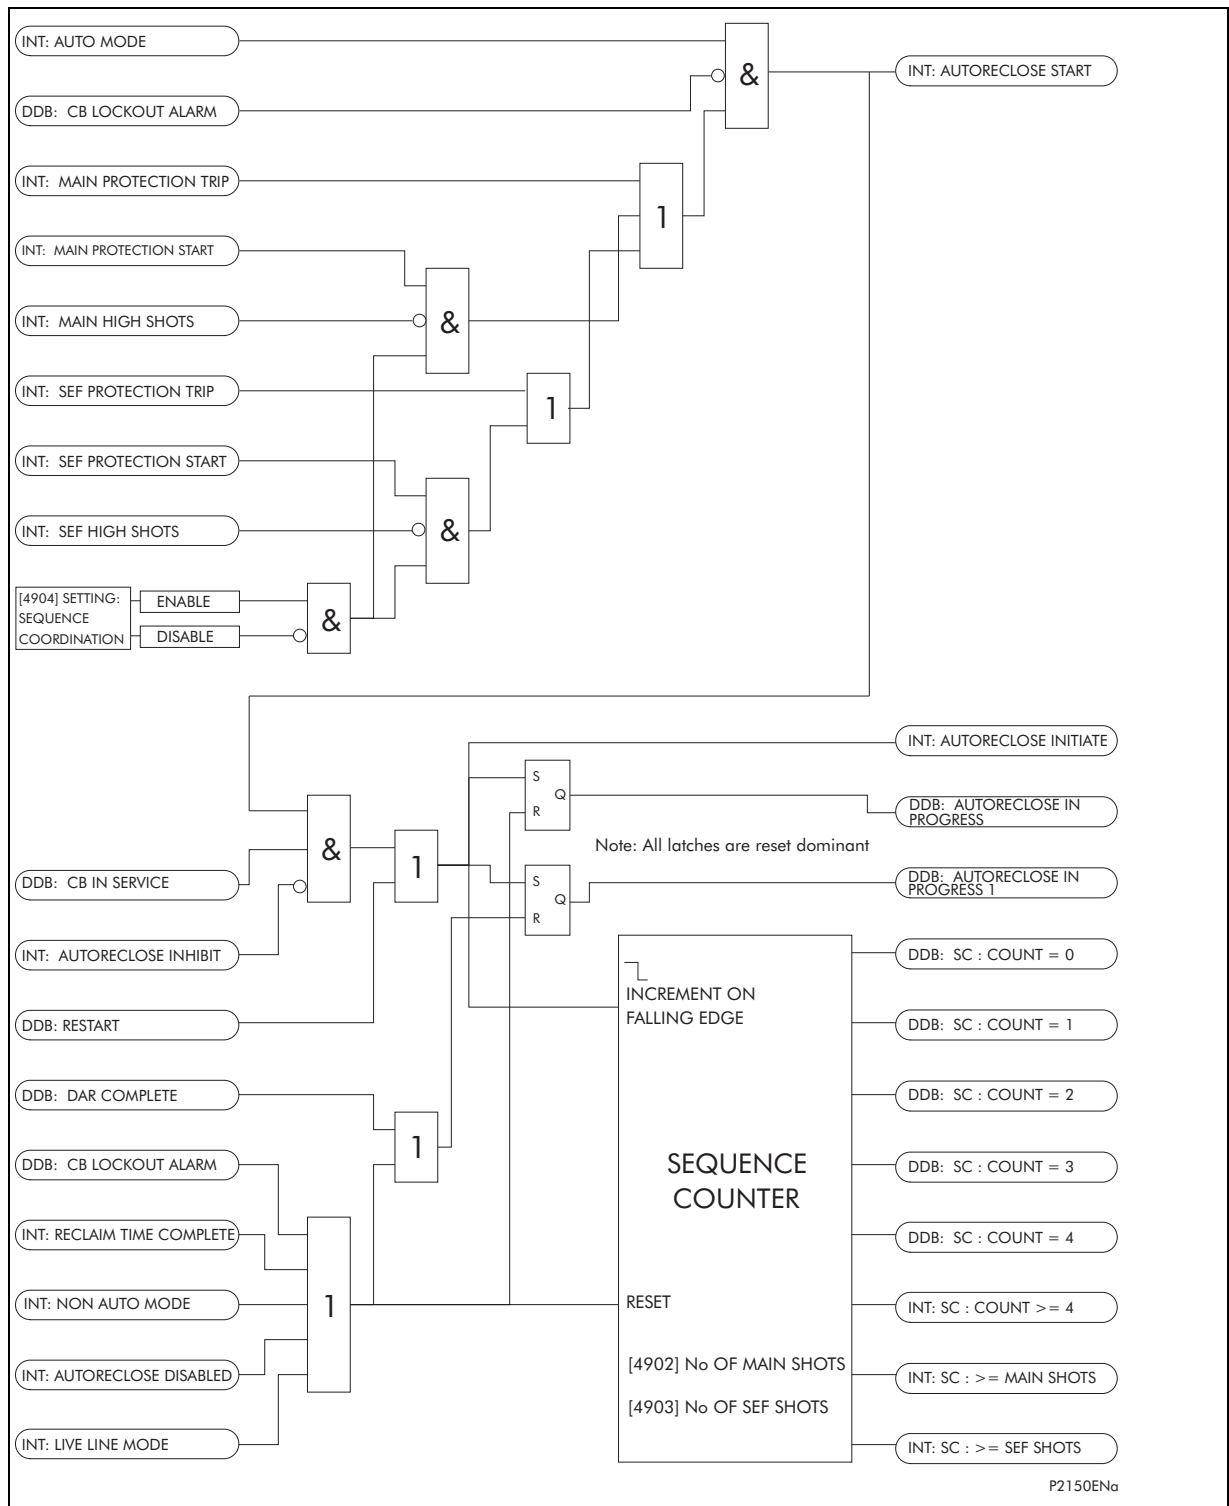 INT: AUTO MODE
INT: AUTORECLOSE START
&
DDB: CB LOCKOUT ALARM
INT: MAIN PROTECTION TRIP
1
INT: MAIN PROTECTION START
INT: MAIN HIGH SHOTS
&
INT: SEF PROTECTION TRIP
1
INT: SEF PROTECTION START
INT: SEF HIGH SHOTS
&
[4904] SETTING:
SEQUENCE
COORDINATION
ENABLE
DISABLE
&
INT: AUTORECLOSE INITIATE
S
Q
R
DDB: AUTORECLOSE IN
PROGRESS
Note: All latches are reset dominant
&
1
DDB: CB IN SERVICE
S
Q
R
DDB: AUTORECLOSE IN
PROGRESS 1
INT: AUTORECLOSE INHIBIT
DDB: SC : COUNT = 0
INCREMENT ON
FALLING EDGE
DDB: RESTART
DDB: SC : COUNT = 1
DDB: DAR COMPLETE
DDB: SC : COUNT = 2
1
DDB: CB LOCKOUT ALARM
SEQUENCE
COUNTER
DDB: SC : COUNT = 3
INT: RECLAIM TIME COMPLETE
DDB: SC : COUNT = 4
INT: NON AUTO MODE
1
RESET
INT: SC : COUNT >= 4
INT: AUTORECLOSE DISABLED
[4902] No OF MAIN SHOTS
INT: SC : >= MAIN SHOTS
[4903] No OF SEF SHOTS
INT: LIVE LINE MODE
INT: SC : >= SEF SHOTS
P2150ENa